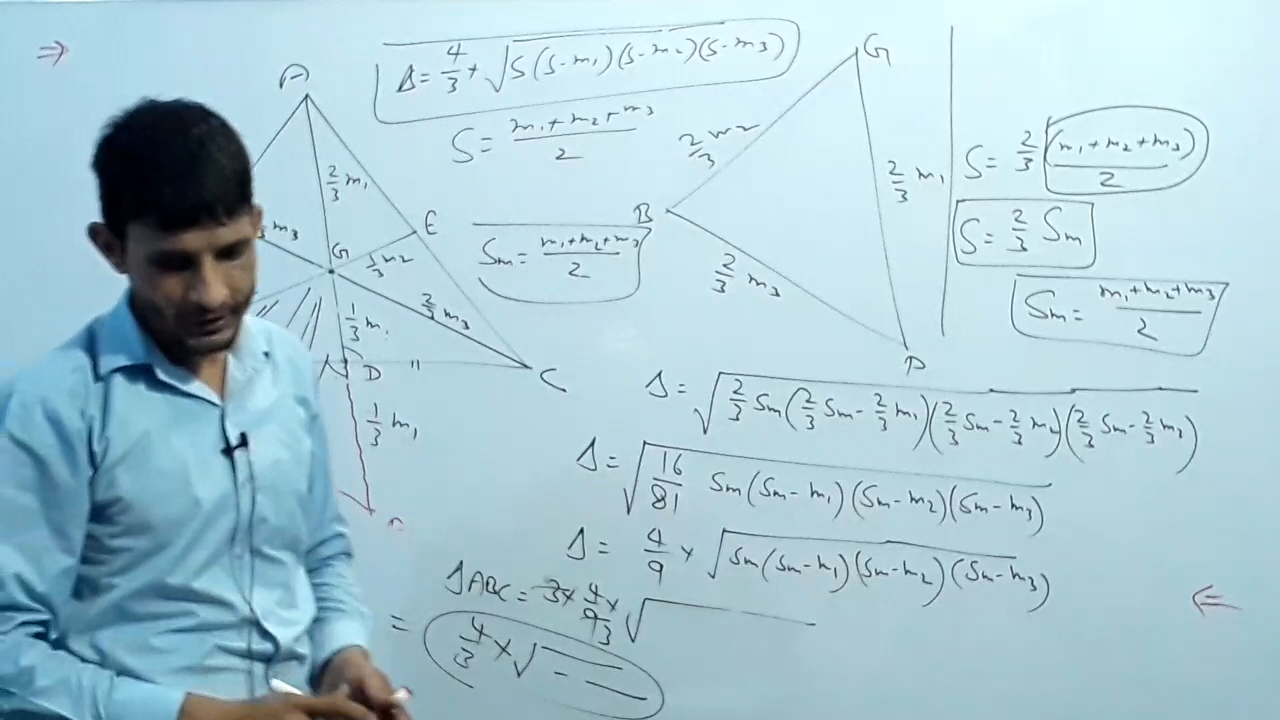 ⇒
Δ = 4/3 × √S(S-m₁)(S-m₂)(S-m₃)
S = m₁+m₂+m₃/2
Sm = m₁+m₂+m₃/2
A
2/3 m₁
E
m₃
G
1/3 m₂
2/3 m₃
1/3 m₁
D
"
C
1/3 m₁
G
2/3 m₂
2/3 m₁
B
2/3 m₃
P
S = 2/3 (m₁+m₂+m₃)/2
S = 2/3 Sm
Sm = m₁+m₂+m₃/2
Δ = √2/3 Sm(2/3 Sm - 2/3 m₁)(2/3 Sm - 2/3 m₂)(2/3 Sm - 2/3 m₃)
Δ = √16/81 Sm(Sm-m₁)(Sm-m₂)(Sm-m₃)
Δ = 4/9 × √Sm(Sm-m₁)(Sm-m₂)(Sm-m₃)
ΔABC = 3 × 4/9 3 × √
= 4/3 × √- -
⇐